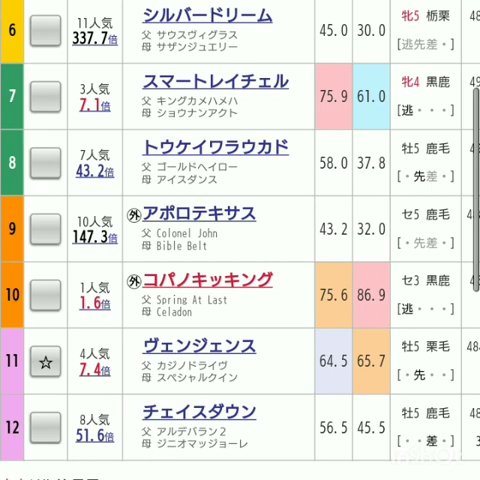 6 11人気 337.7倍 シルバードリーム 父 サウスヴィグラス 母 サザンジュエリー 45.0 30.0 牝5 栃栗 [逃先差・] 48
7 3人気 7.1倍 スマートレイチェル 父 キングカメハメハ 母 ショウナンアクト 75.9 61.0 牝4 黒鹿 [逃・・・]
8 7人気 43.2倍 トウケイワラウカド 父 ゴールドヘイロー 母 アイスダンス 58.0 37.8 牡5 鹿毛 [・先差・]
9 10人気 147.3倍 外 アポロテキサス 父 Colonel John 母 Bible Belt 43.2 32.0 セ5 鹿毛 [・先差・]
10 1人気 1.6倍 外 コパノキッキング 父 Spring At Last 母 Celadon 75.6 86.9 セ3 黒鹿 [逃・・・]
11 ☆ 4人気 7.4倍 ヴェンジェンス 父 カジノドライヴ 母 スペシャルクイン 64.5 65.7 牡5 栗毛 [・先・・] 48
12 8人気 51.6倍 チェイスダウン 父 アルデバラン2 母 ジニオマッジョーレ 56.5 45.5 牡5 鹿毛 [・・差・] 48